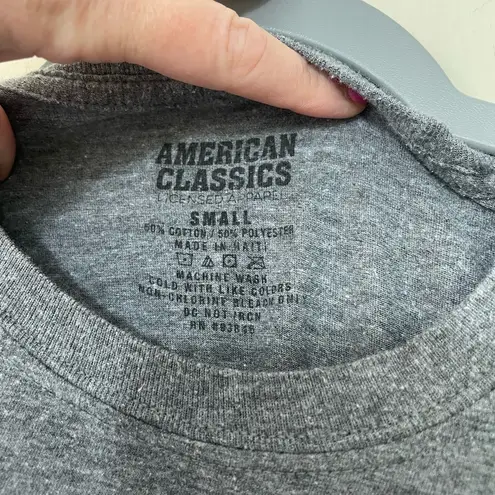 AMERICAN
CLASSICS
LICENSED APPAREL
SMALL
50% COTTON / 50% POLYESTER
MADE IN HAITI
MACHINE WASH
COLD WITH LIKE COLORS
NON-CHLORINE BLEACH ONLY
DO NOT IRON
RN